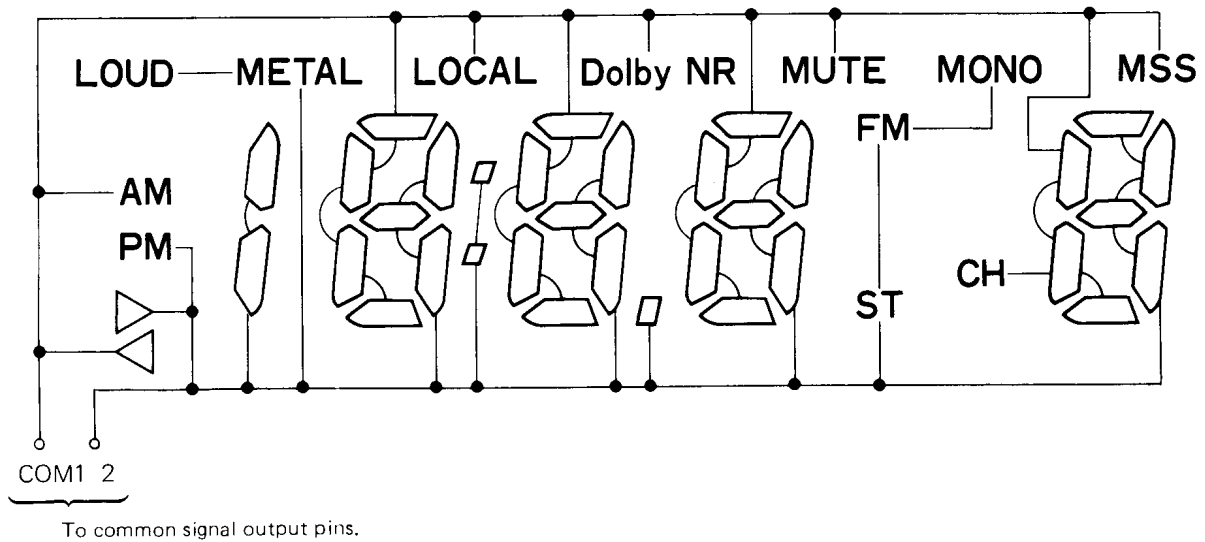 LOUD METAL LOCAL Dolby NR MUTE MONO MSS
FM
AM
PM
CH
ST
COM1 2
To common signal output pins.